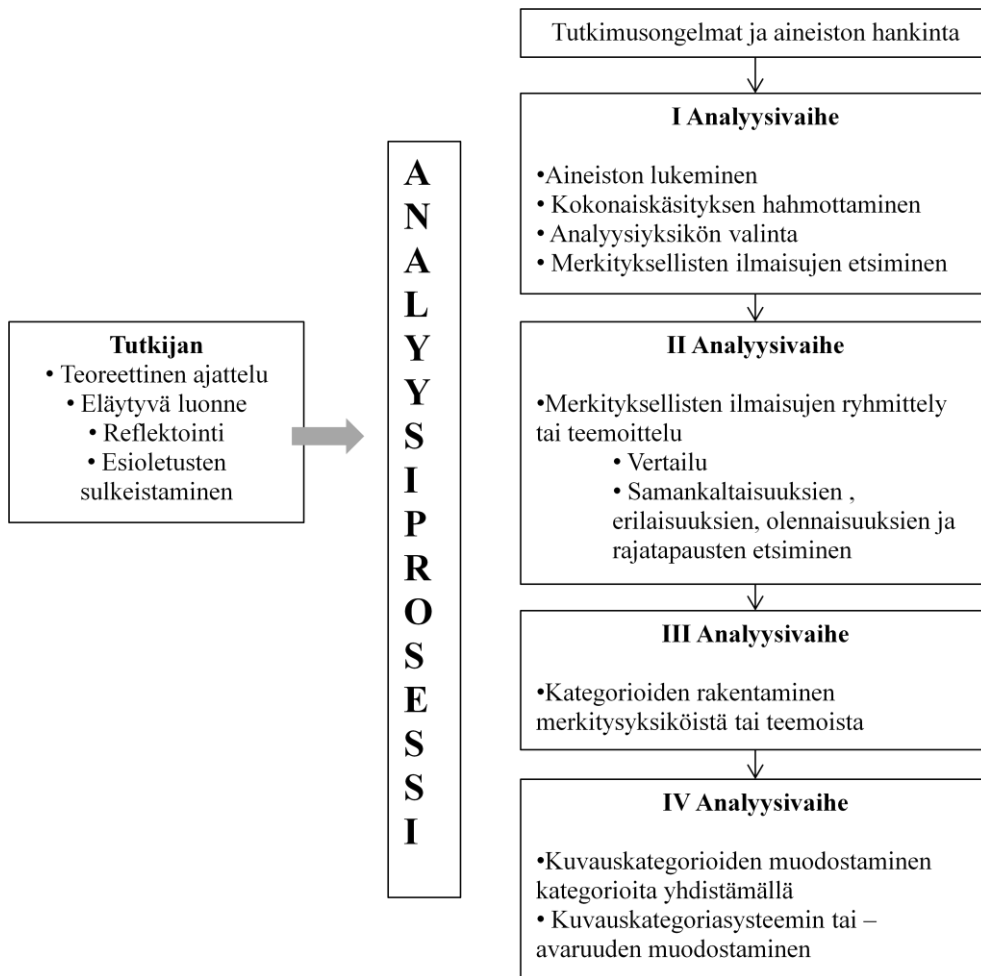 Tutkimusongelmat ja aineiston hankinta
I Analyysivaihe
•Aineiston lukeminen
• Kokonaiskäsityksen hahmottaminen
• Analyysiyksikön valinta
• Merkityksellisten ilmaisujen etsiminen
Tutkijan
• Teoreettinen ajattelu
• Eläytyvä luonne
• Reflektointi
• Esioletusten
sulkeistaminen
A
N
A
L
Y
Y
S
I
P
R
O
S
E
S
S
I
II Analyysivaihe
•Merkityksellisten ilmaisujen ryhmittely
tai teemoittelu
• Vertailu
• Samankaltaisuuksien ,
erilaisuuksien, olennaisuuksien ja
rajatapausten etsiminen
III Analyysivaihe
•Kategorioiden rakentaminen
merkitysyksiköistä tai teemoista
IV Analyysivaihe
•Kuvauskategorioiden muodostaminen
kategorioita yhdistämällä
• Kuvauskategoriasysteemin tai –
avaruuden muodostaminen